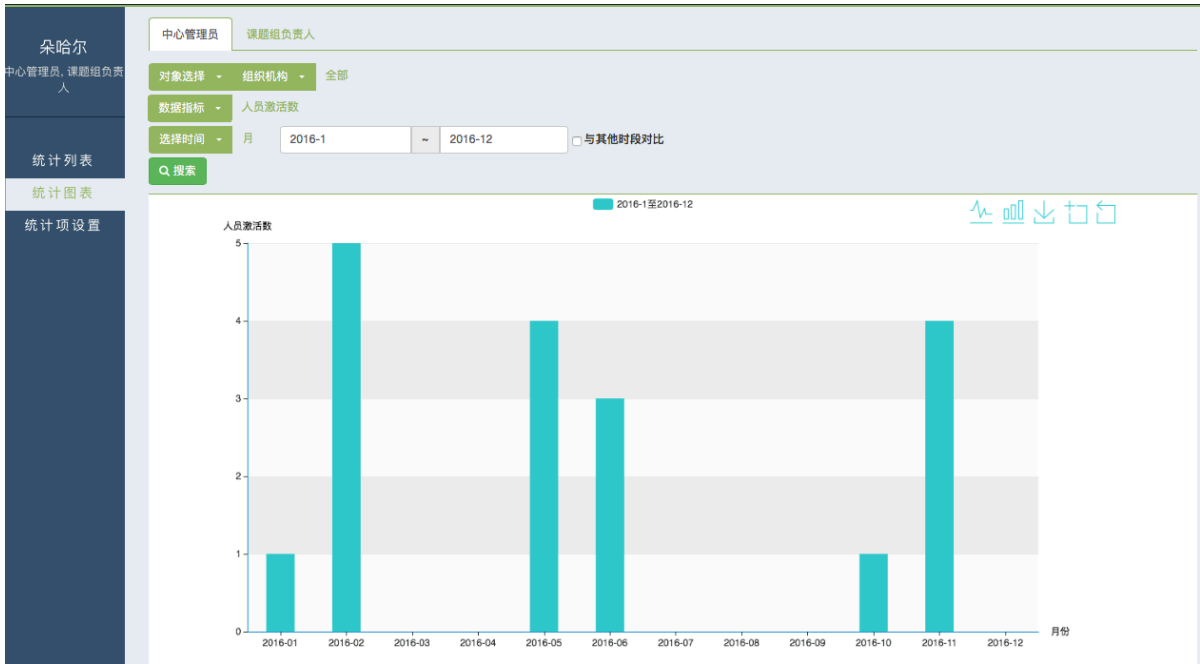 朵哈尔
中心管理员, 课题组负责
人
统计列表
统计图表
统计项设置
中心管理员 课题组负责人
对象选择 组织机构 全部
数据指标 人员激活数
选择时间 月 2016-1 ~ 2016-12 与其他时段对比
搜索
2016-1至2016-12
人员激活数
5
4
3
2
1
0
2016-01 2016-02 2016-03 2016-04 2016-05 2016-06 2016-07 2016-08 2016-09 2016-10 2016-11 2016-12 月份